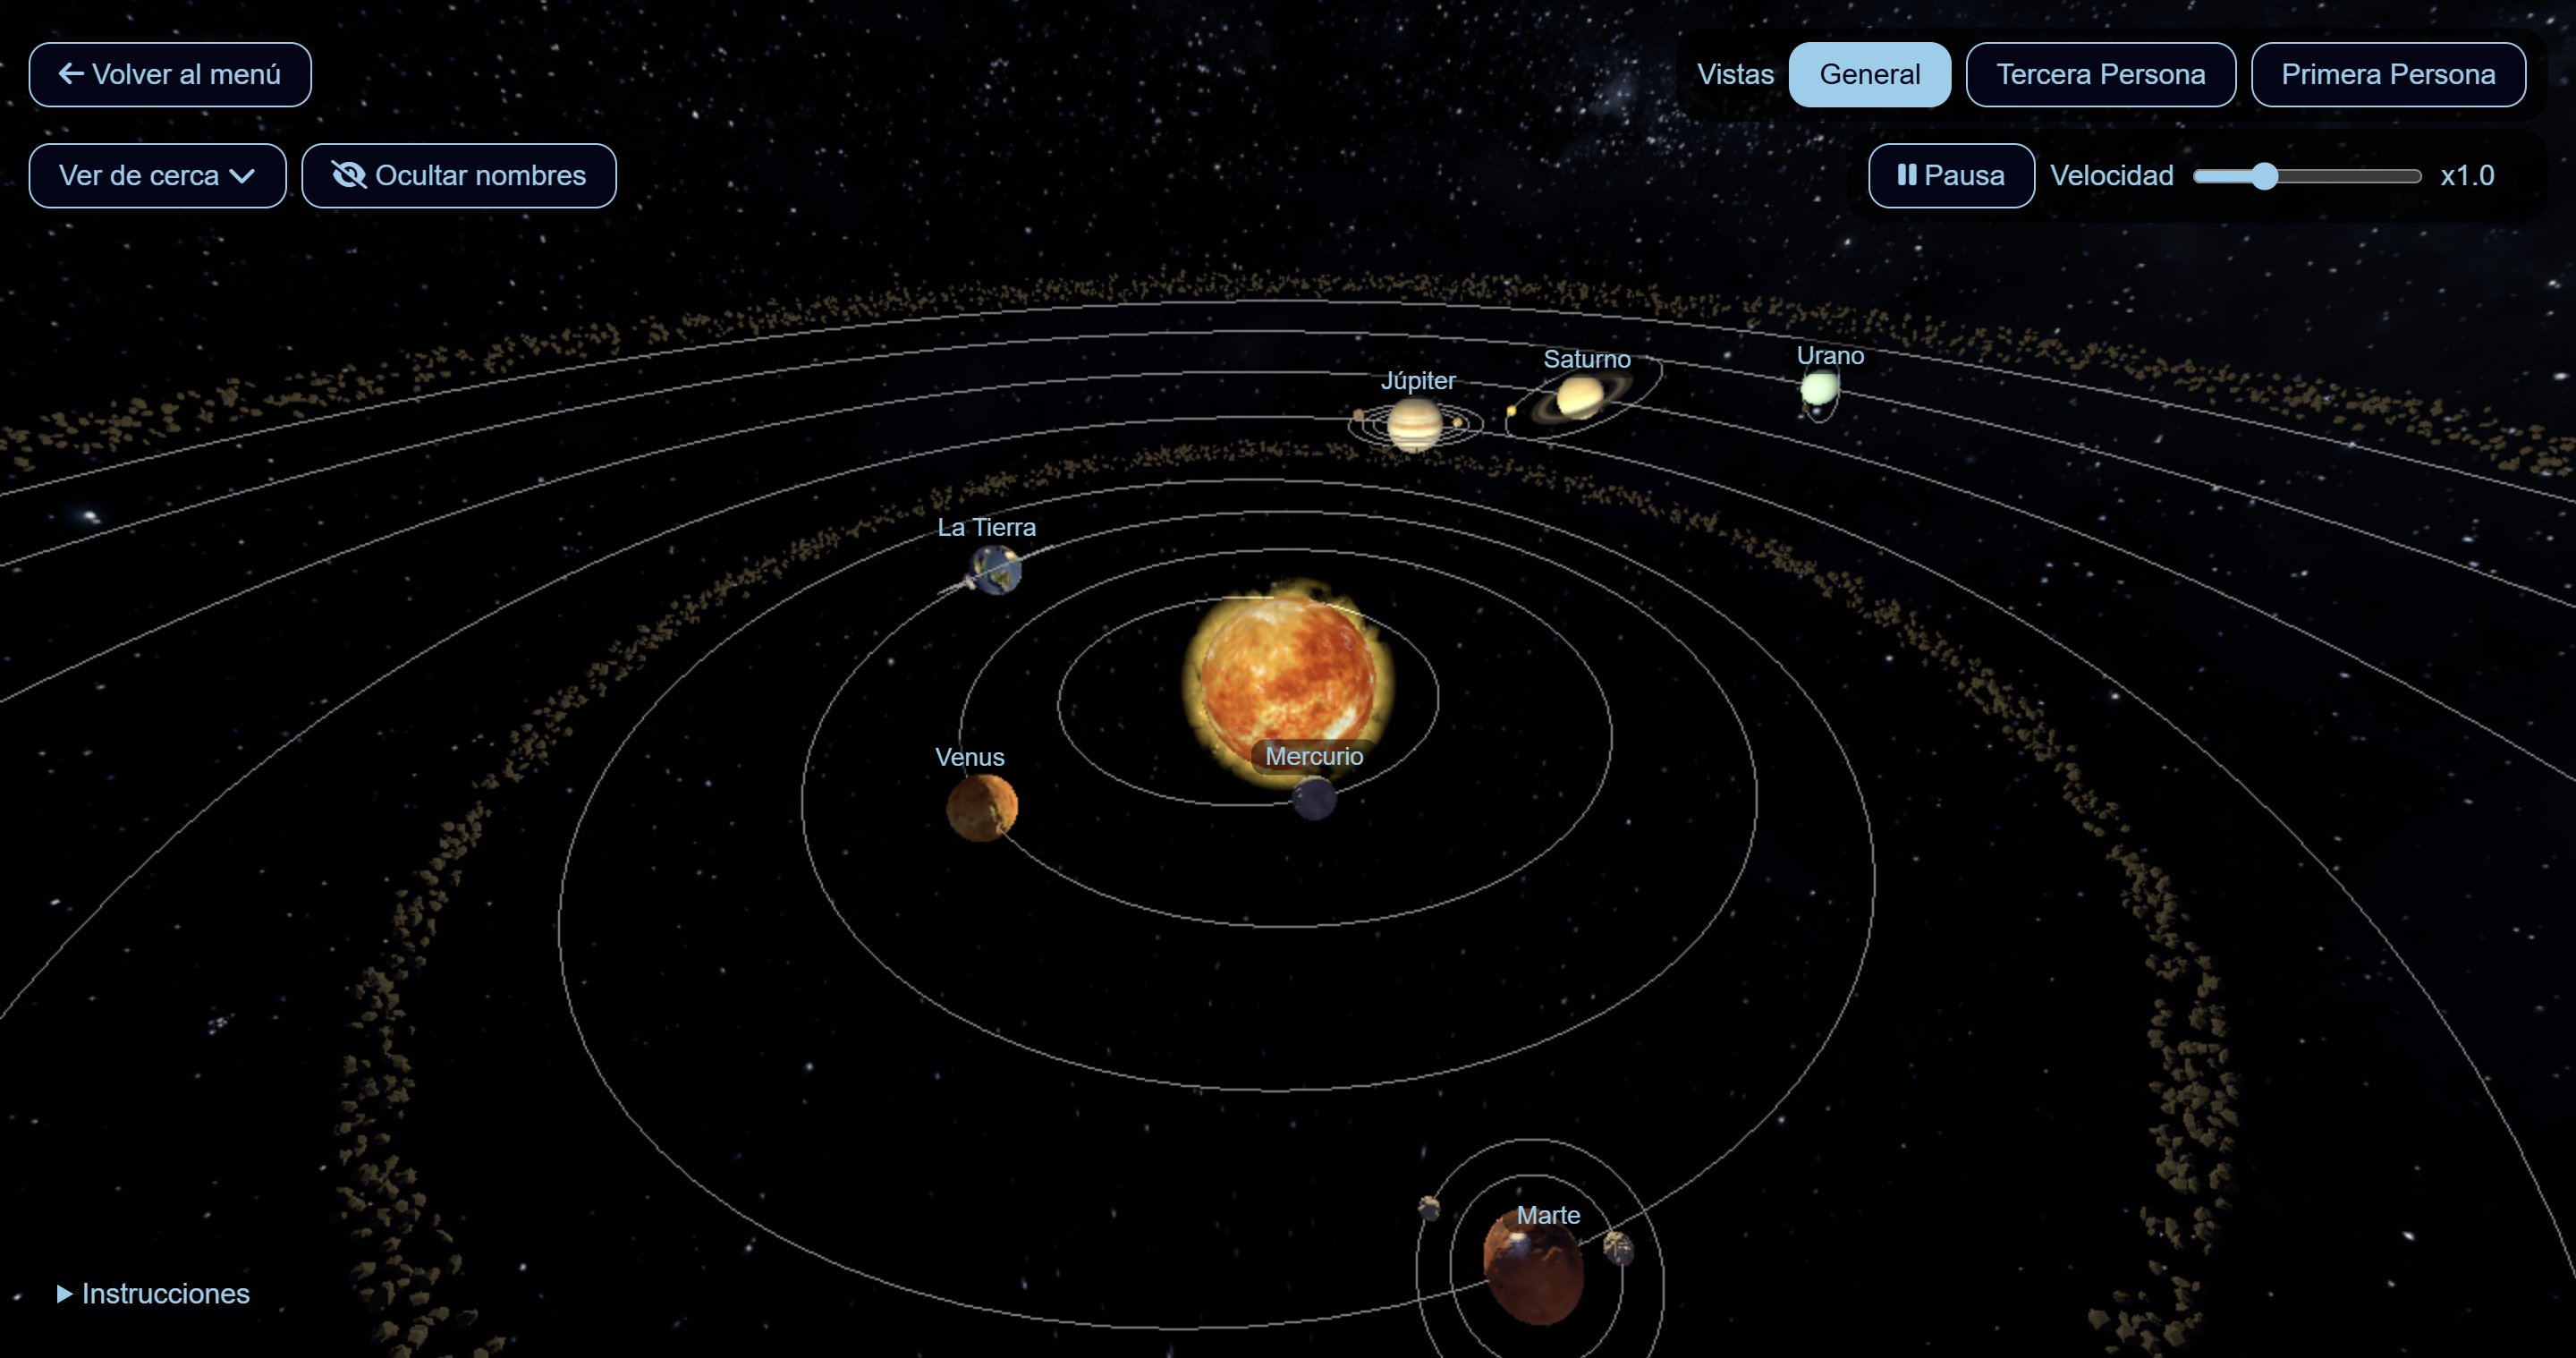 Volver al menú
Vistas General Tercera Persona Primera Persona
Ver de cerca Ocultar nombres
Pausa Velocidad x1.0
Urano
Saturno
Júpiter
La Tierra
Venus
Mercurio
Marte
Instrucciones